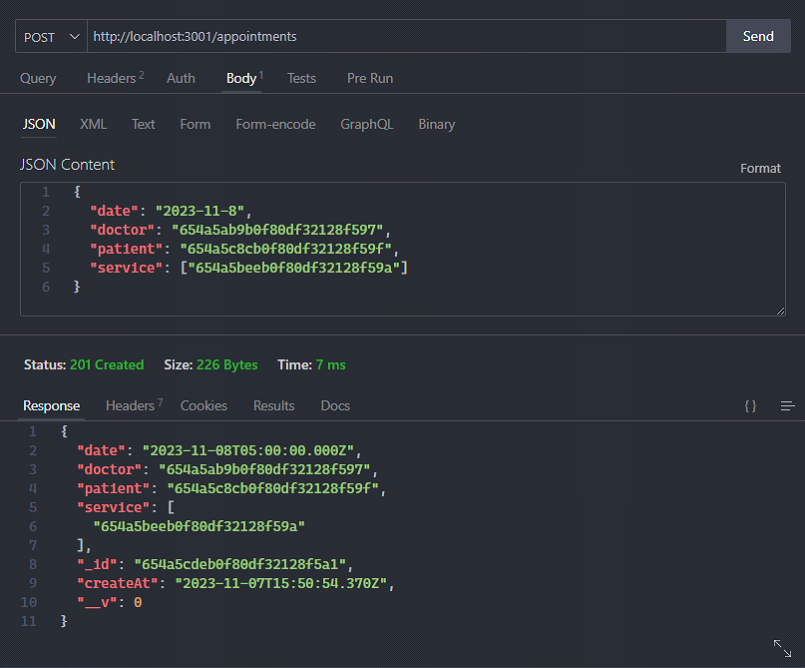 POST http://localhost:3001/appointments Send
Query Headers 2 Auth Body 1 Tests Pre Run
JSON XML Text Form Form-encode GraphQL Binary
JSON Content Format
1 {
2 "date": "2023-11-8",
3 "doctor": "654a5ab9b0f80df32128f597",
4 "patient": "654a5c8cb0f80df32128f59f",
5 "service": ["654a5beeb0f80df32128f59a"]
6 }
Status: 201 Created Size: 226 Bytes Time: 7 ms
Response Headers 7 Cookies Results Docs {}
1 {
2 "date": "2023-11-08T05:00:00.000Z",
3 "doctor": "654a5ab9b0f80df32128f597",
4 "patient": "654a5c8cb0f80df32128f59f",
5 "service": [
6 "654a5beeb0f80df32128f59a"
7 ],
8 "_id": "654a5cdeb0f80df32128f5a1",
9 "createAt": "2023-11-07T15:50:54.370Z",
10 "__v": 0
11 }